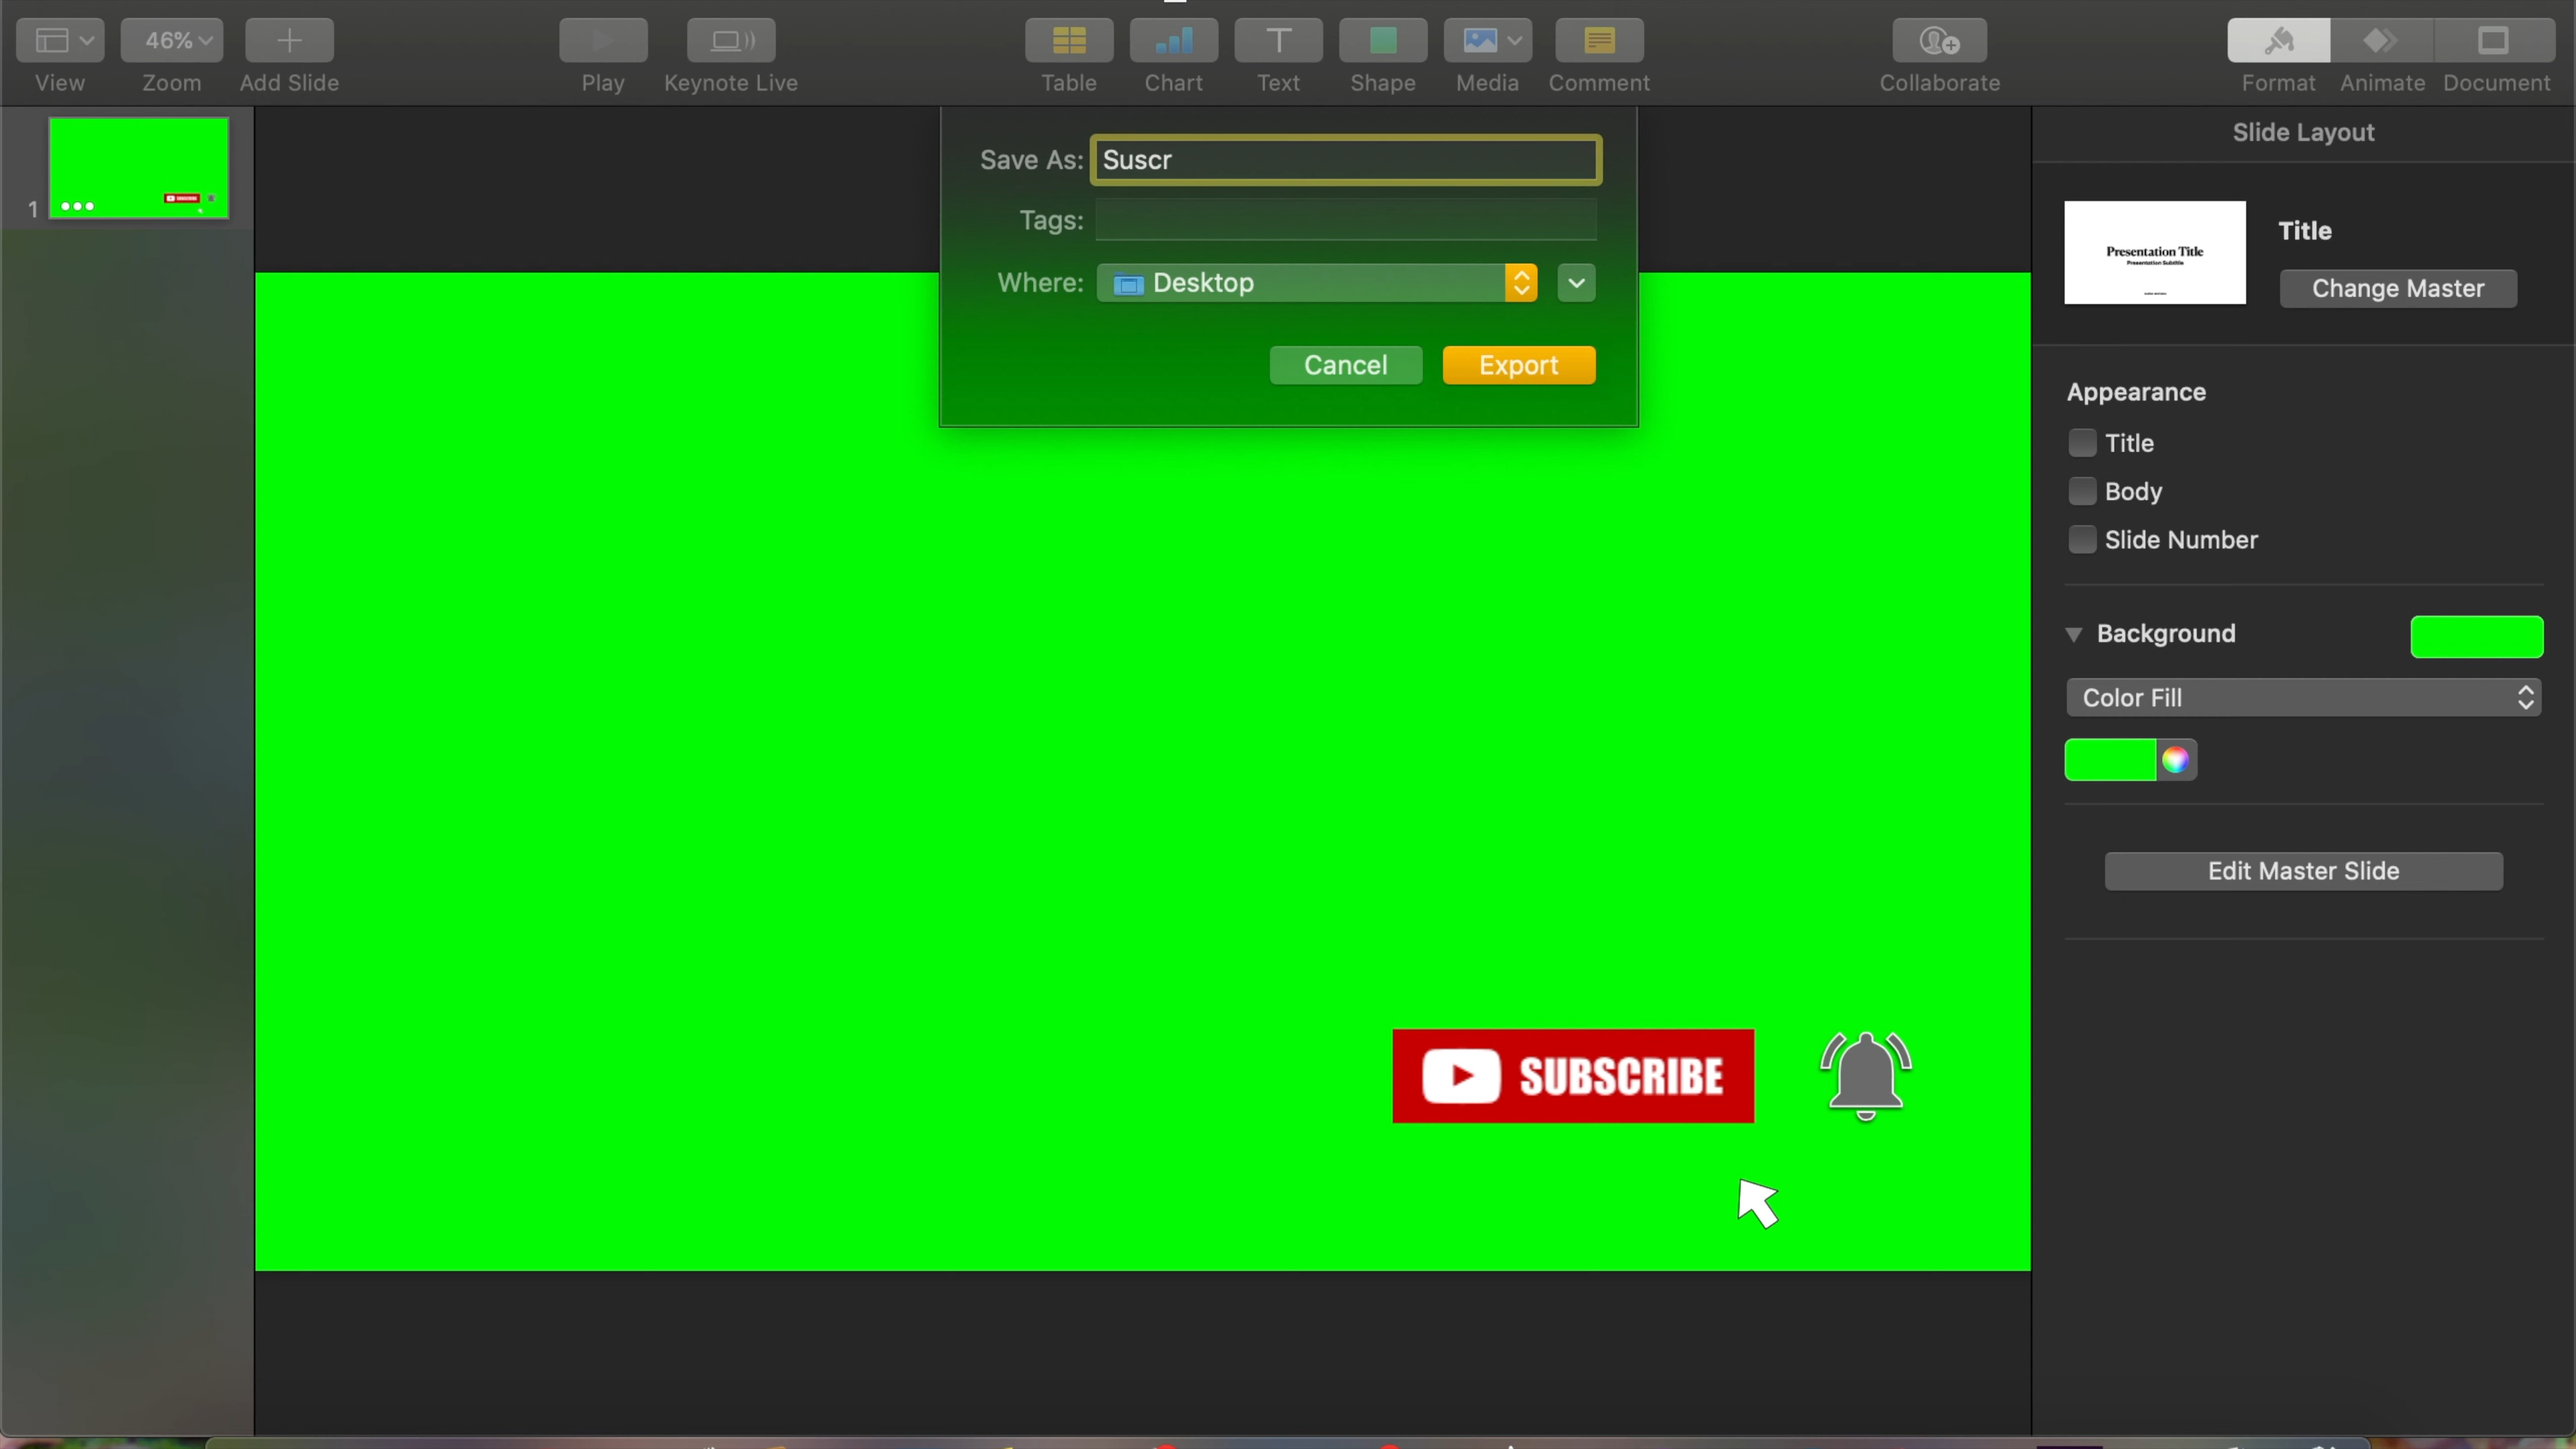 46%
View
Zoom
Add Slide
Play
Keynote Live
Table
Chart
Text
Shape
Media
Comment
Collaborate
Format
Animate
Document
1
Save As: Suscr
Tags:
Where: Desktop
Cancel
Export
SUBSCRIBE
Slide Layout
Presentation Title
Presentation Subtitle
Title
Change Master
Appearance
Title
Body
Slide Number
Background
Color Fill
Edit Master Slide